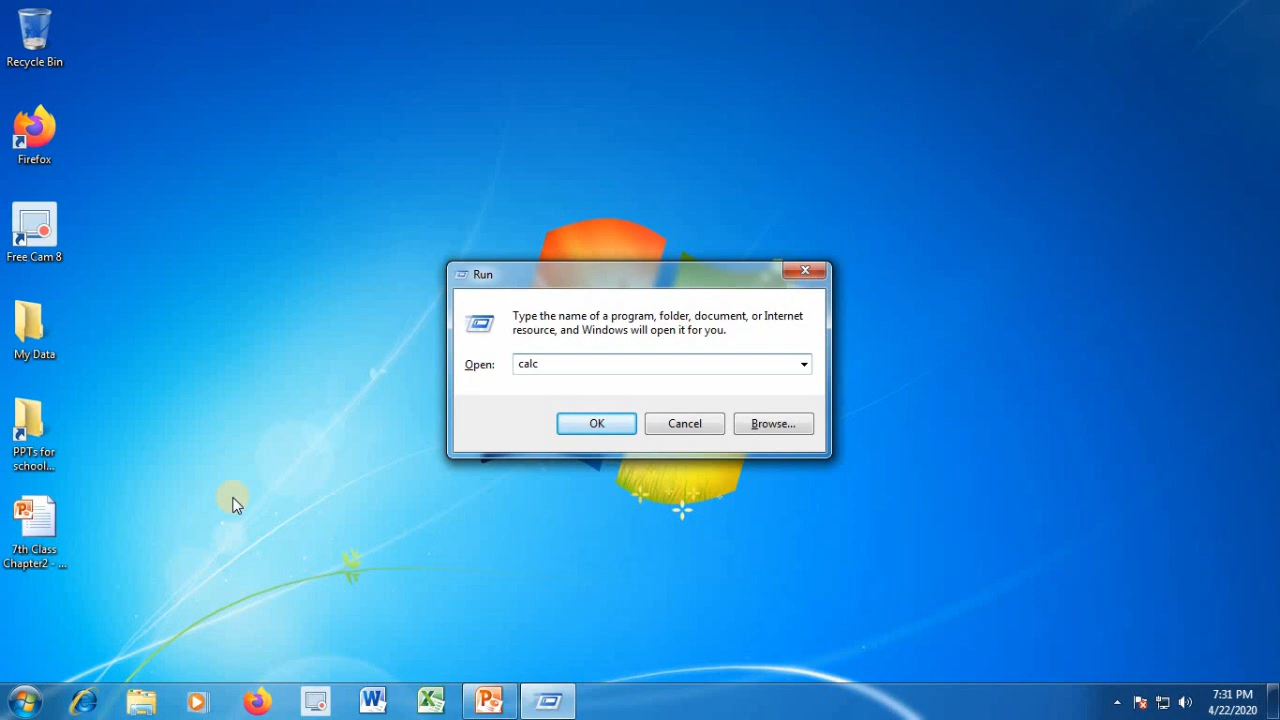 Recycle Bin
Firefox
Free Cam 8
My Data
PPTs for
school...
7th Class
Chapter2 - ...
Run
Type the name of a program, folder, document, or Internet
resource, and Windows will open it for you.
Open: calc
OK Cancel Browse...
7:31 PM
4/22/2020